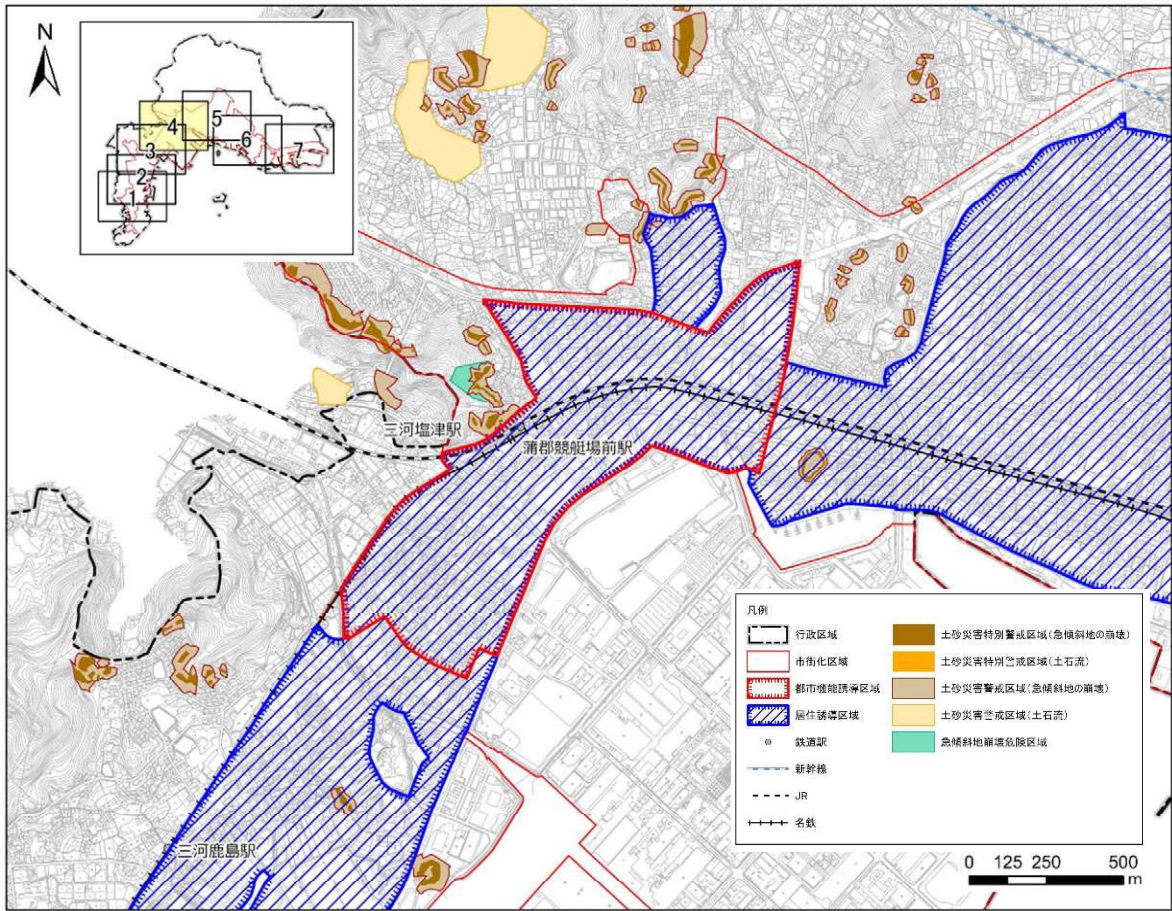 N
4
5
3
6
7
2
1
三河塩津駅
蒲郡競艇場前駅
三河鹿島駅
凡例
行政区域
市街化区域
都市機能誘導区域
居住誘導区域
鉄道駅
新幹線
JR
名鉄
土砂災害特別警戒区域(急傾斜地の崩壊)
土砂災害特別警戒区域(土石流)
土砂災害警戒区域(急傾斜地の崩壊)
土砂災害警戒区域(土石流)
急傾斜地崩壊危険区域
0 125 250 500
m